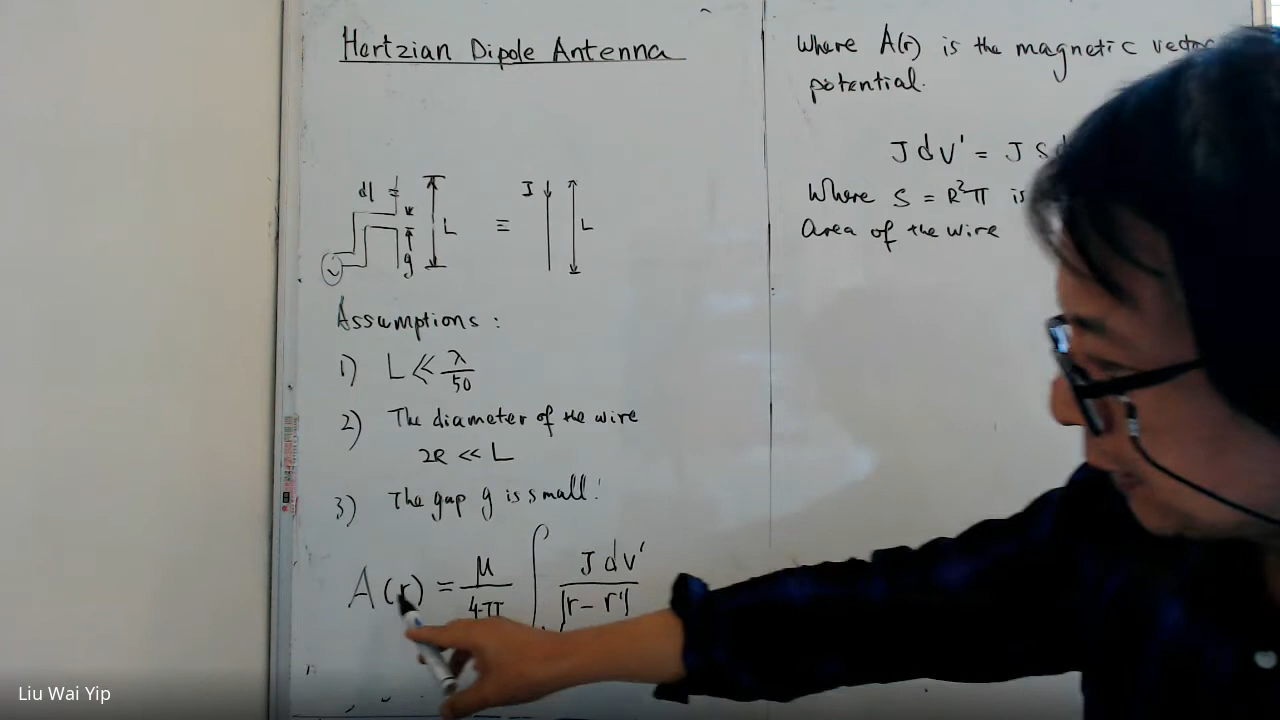 Hertzian Dipole Antenna
dl
L
g
≡
J
L
Assumptions:
1) L ≪ λ/50
2) The diameter of the wire
2R << L
3) The gap g is small!
A(r) = μ/4π ∫ J dv'/|r - r'|
Where A(r) is the magnetic vector
potential.
J dv' = J S
Where S = R²π is
Area of the wire
Liu Wai Yip